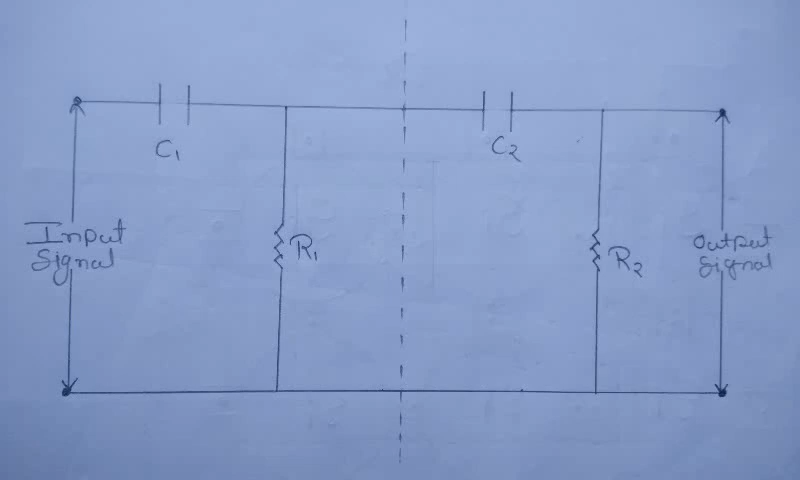 C₁
C₂
Input
Signal
R₁
R₂
Output
Signal